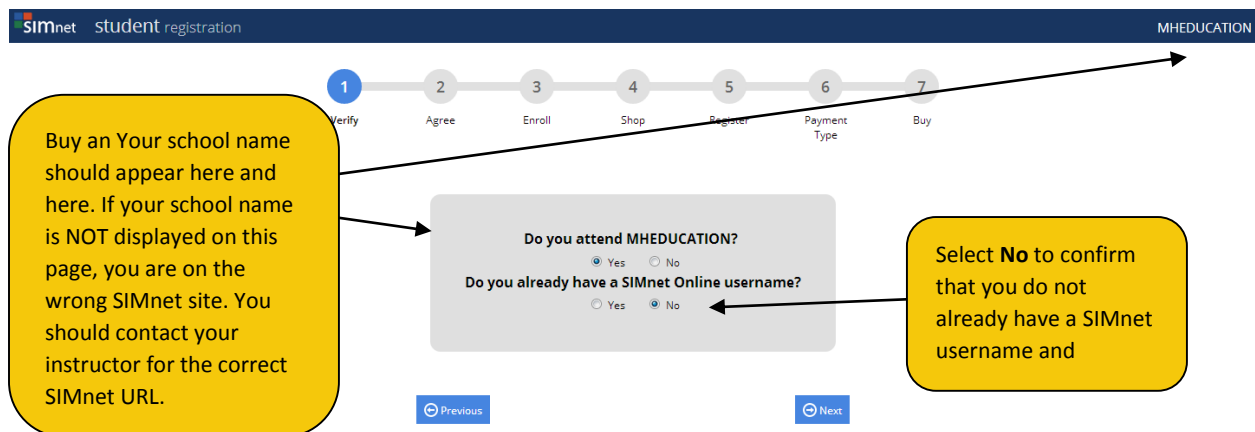 SIMnet student registration
MHEDUCATION
1 2 3 4 5 6 7
Verify Agree Enroll Shop Register Payment Type Buy
Buy an Your school name
should appear here and
here. If your school name
is NOT displayed on this
page, you are on the
wrong SIMnet site. You
should contact your
instructor for the correct
SIMnet URL.
Do you attend MHEDUCATION?
Yes No
Do you already have a SIMnet Online username?
Yes No
Select No to confirm
that you do not
already have a SIMnet
username and
Previous
Next